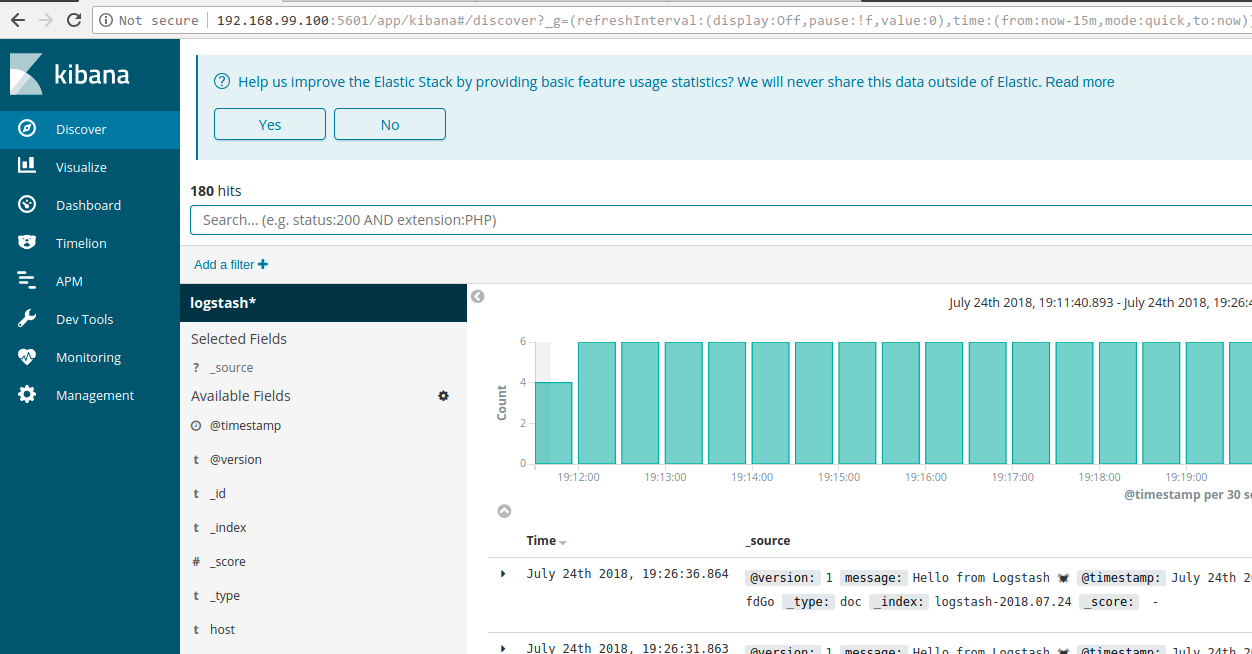 Not secure | 192.168.99.100:5601/app/kibana#/discover?_g=(refreshInterval:(display:Off,pause:!f,value:0),time:(from:now-15m,mode:quick,to:now))
kibana
Discover
Visualize
Dashboard
Timelion
APM
Dev Tools
Monitoring
Management
Help us improve the Elastic Stack by providing basic feature usage statistics? We will never share this data outside of Elastic. Read more
Yes No
180 hits
Search... (e.g. status:200 AND extension:PHP)
Add a filter +
logstash*
Selected Fields
? _source
Available Fields
@timestamp
t @version
t _id
t _index
# _score
t _type
t host
July 24th 2018, 19:11:40.893 - July 24th 2018, 19:26:4
Count
6
4
2
0
19:12:00 19:13:00 19:14:00 19:15:00 19:16:00 19:17:00 19:18:00 19:19:00
@timestamp per 30 se
Time _source
July 24th 2018, 19:26:36.864 @version: 1 message: Hello from Logstash @timestamp: July 24th 20
fdGo _type: doc _index: logstash-2018.07.24 _score: -
July 24th 2018, 19:26:31.863 @version: 1 message: Hello from Logstash @timestamp: July 24th 20